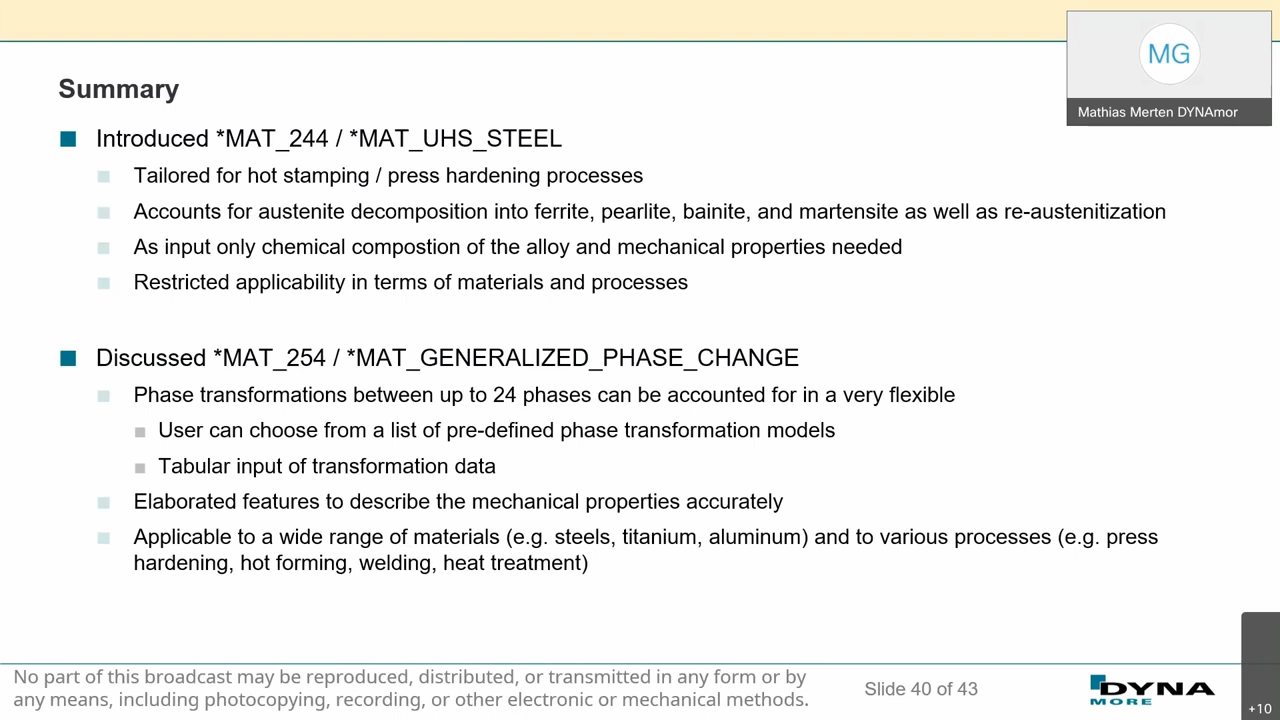 MG
Mathias Merten DYNAmor
Summary
Introduced *MAT_244 / *MAT_UHS_STEEL
Tailored for hot stamping / press hardening processes
Accounts for austenite decomposition into ferrite, pearlite, bainite, and martensite as well as re-austenitization
As input only chemical compostion of the alloy and mechanical properties needed
Restricted applicability in terms of materials and processes
Discussed *MAT_254 / *MAT_GENERALIZED_PHASE_CHANGE
Phase transformations between up to 24 phases can be accounted for in a very flexible
User can choose from a list of pre-defined phase transformation models
Tabular input of transformation data
Elaborated features to describe the mechanical properties accurately
Applicable to a wide range of materials (e.g. steels, titanium, aluminum) and to various processes (e.g. press
hardening, hot forming, welding, heat treatment)
No part of this broadcast may be reproduced, distributed, or transmitted in any form or by
any means, including photocopying, recording, or other electronic or mechanical methods.
Slide 40 of 43
DYNA
MORE
+10